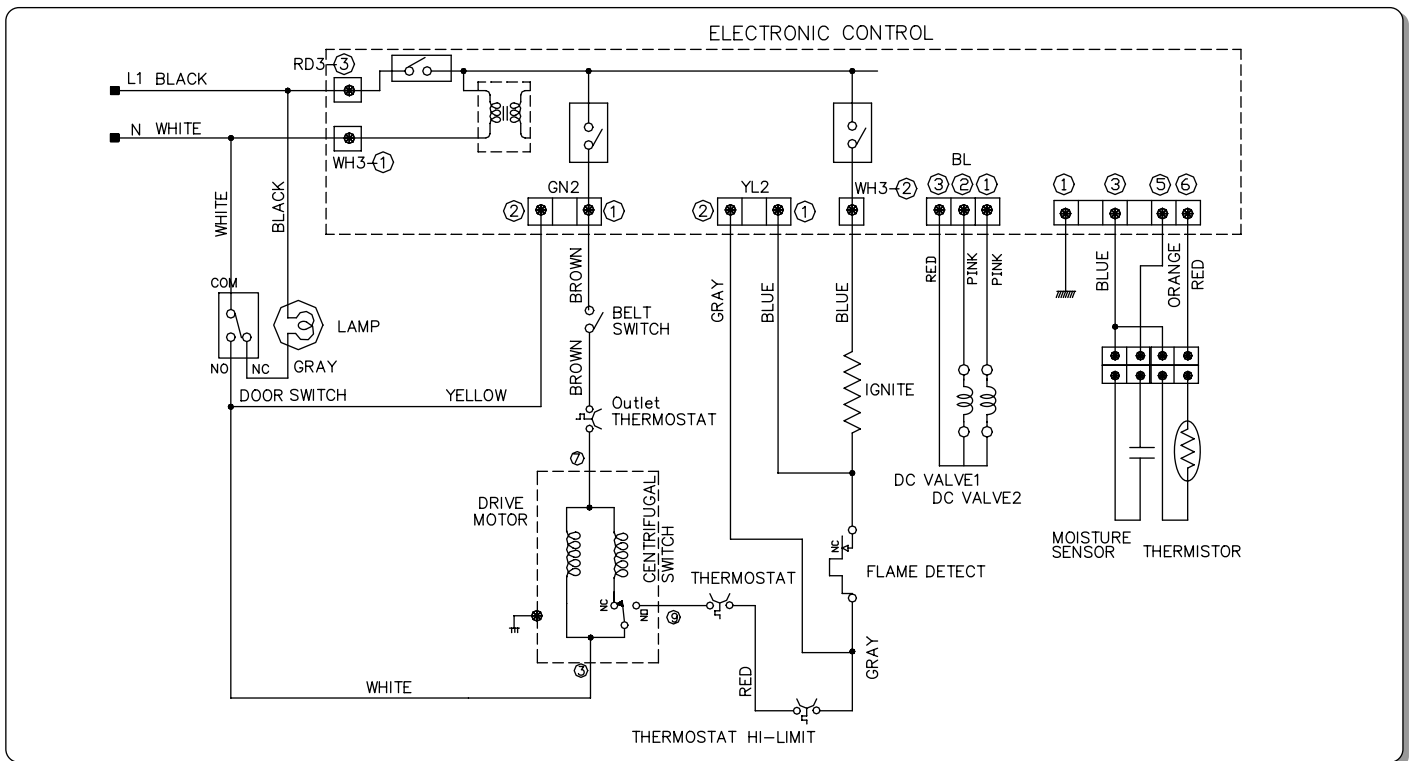 ELECTRONIC CONTROL
L1 BLACK
RD3-③
N WHITE
WH3-①
WHITE
BLACK
GN2
② ①
YL2
② ①
WH3-②
BL
③ ② ①
① ③ ⑤ ⑥
COM
LAMP
NO NC
GRAY
DOOR SWITCH
YELLOW
BROWN
BELT
SWITCH
BROWN
Outlet
THERMOSTAT
⑦
GRAY
BLUE
BLUE
IGNITE
RED
PINK
PINK
DC VALVE1
DC VALVE2
BLUE
ORANGE
RED
MOISTURE
SENSOR
THERMISTOR
DRIVE
MOTOR
CENTRIFUGAL
SWITCH
NC
NO
⑨
③
THERMOSTAT
NC
FLAME DETECT
GRAY
RED
WHITE
THERMOSTAT HI-LIMIT